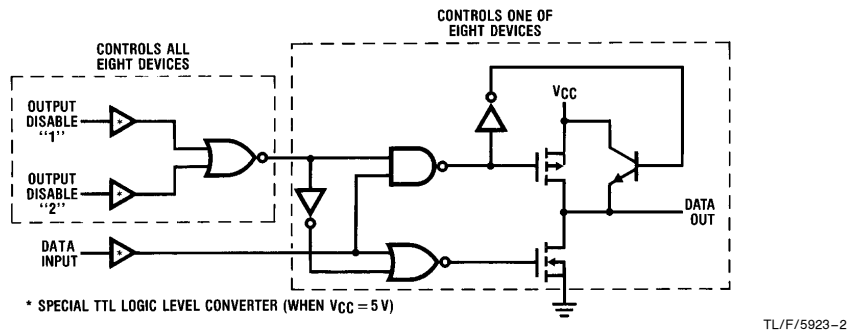 CONTROLS ONE OF
EIGHT DEVICES
CONTROLS ALL
EIGHT DEVICES
OUTPUT
DISABLE
"1"
*
VCC
OUTPUT
DISABLE
"2"
*
DATA
OUT
DATA
INPUT
*
* SPECIAL TTL LOGIC LEVEL CONVERTER (WHEN VCC = 5 V)
TL/F/5923–2